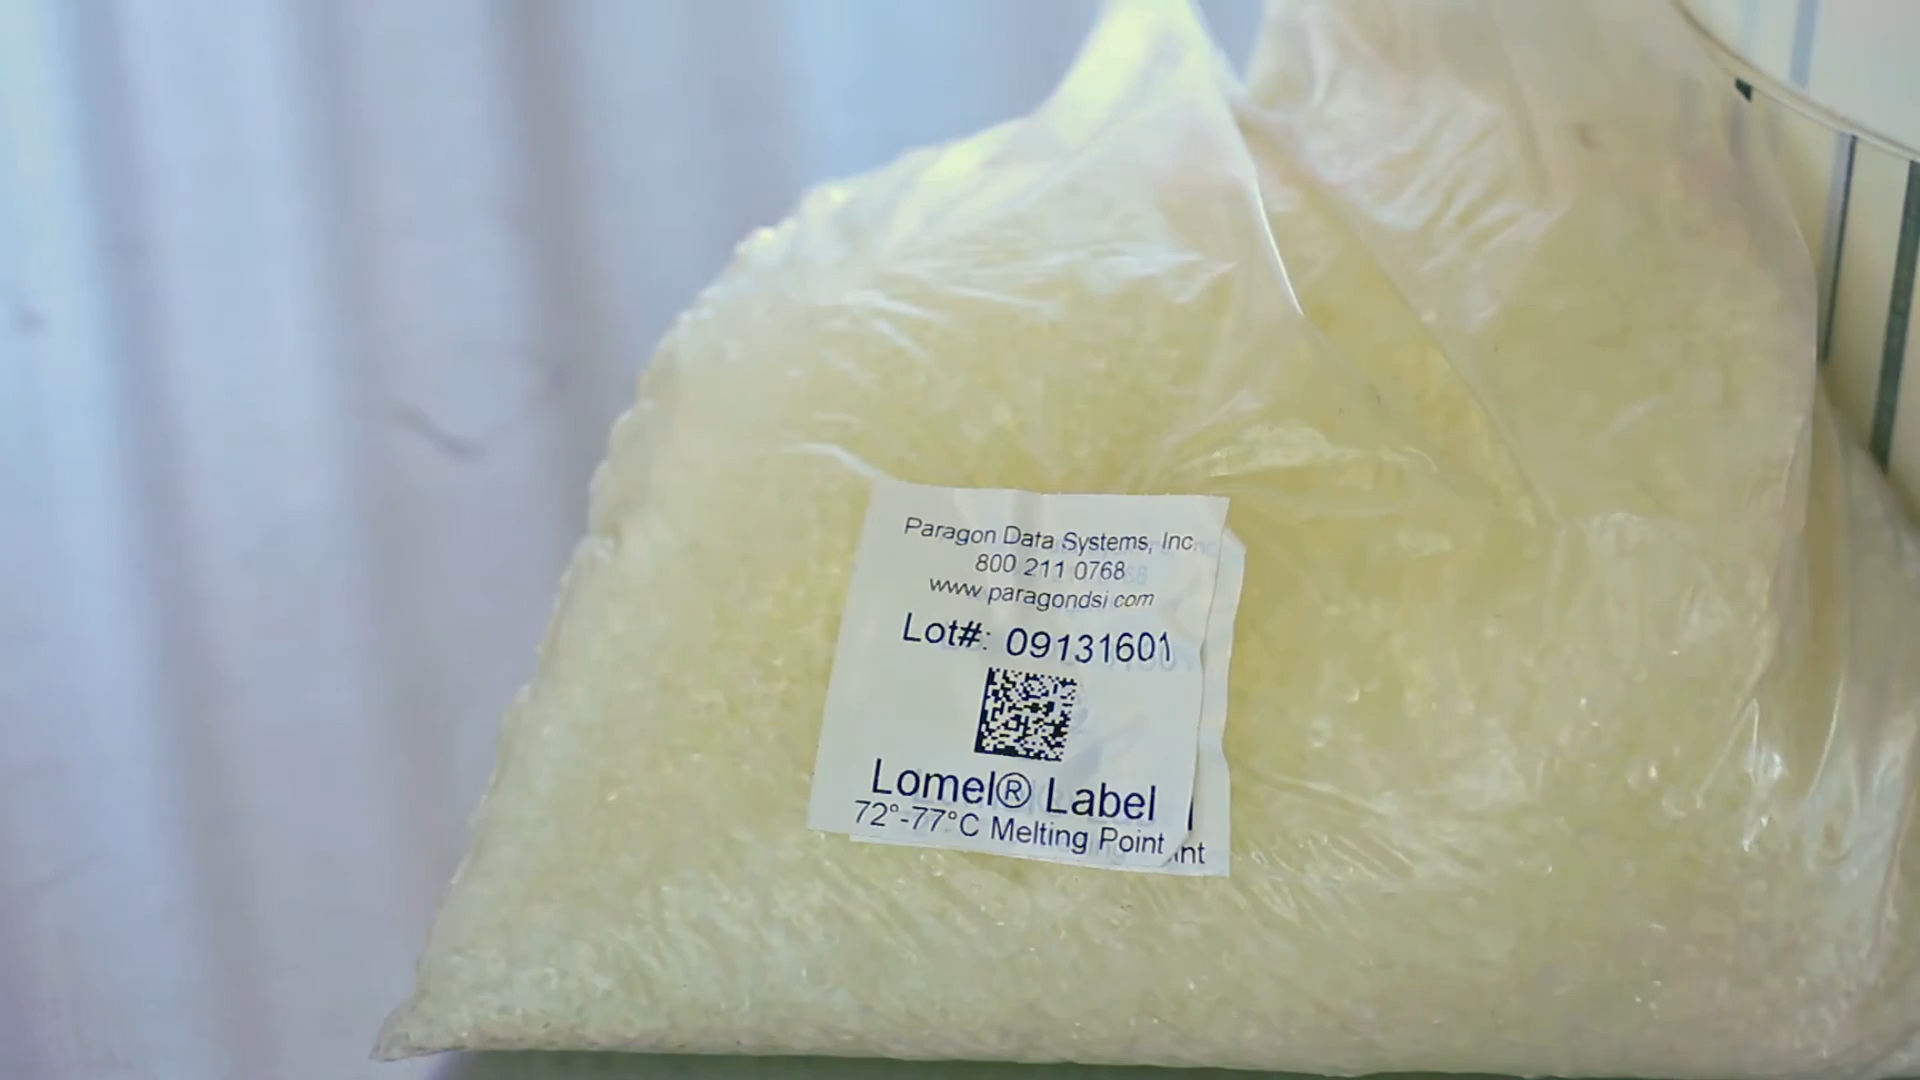 Paragon Data Systems, Inc.
800 211 0768
www.paragondsi.com
Lot#: 09131601
Lomel® Label
72°-77°C Melting Point